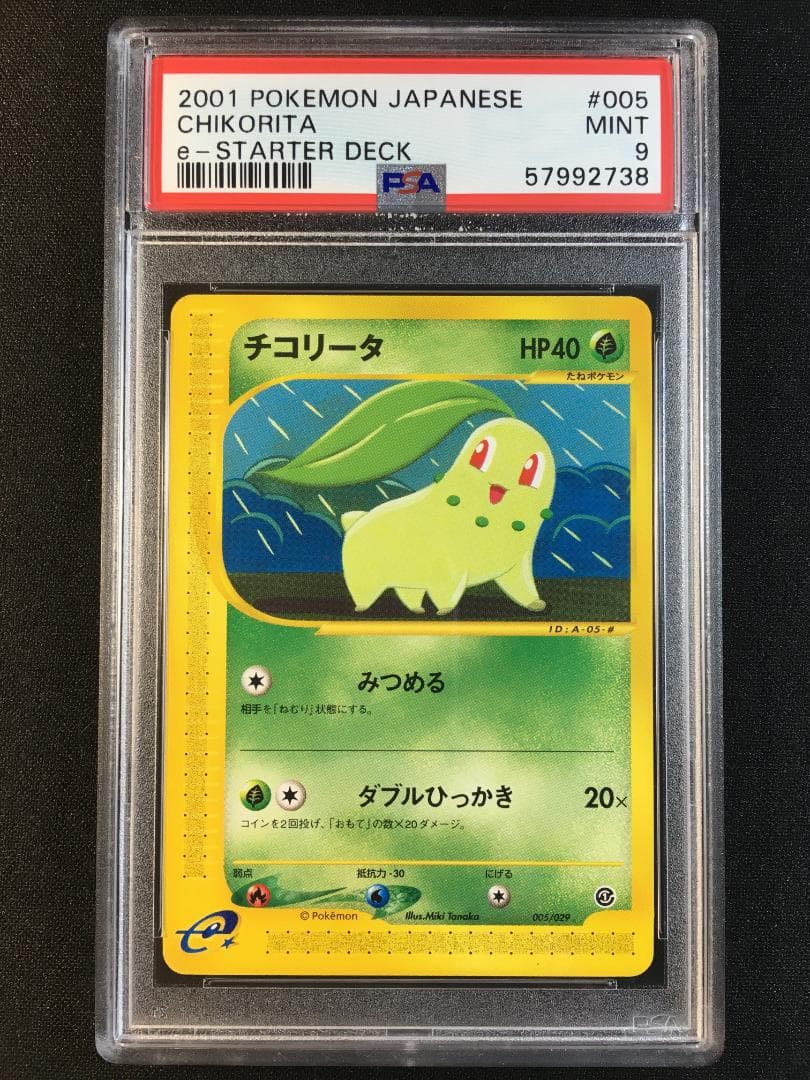 2001 POKEMON JAPANESE #005
CHIKORITA MINT
e-STARTER DECK 9
PSA 57992738
チコリータ HP40
たねポケモン
ID:A-05-#
みつめる
相手を「ねむり」状態にする。
ダブルひっかき 20×
コインを2回投げ、「おもて」の数×20ダメージ。
弱点 抵抗力-30 にげる
© Pokémon Illus.Miki Tanaka 005/029
e
PSA